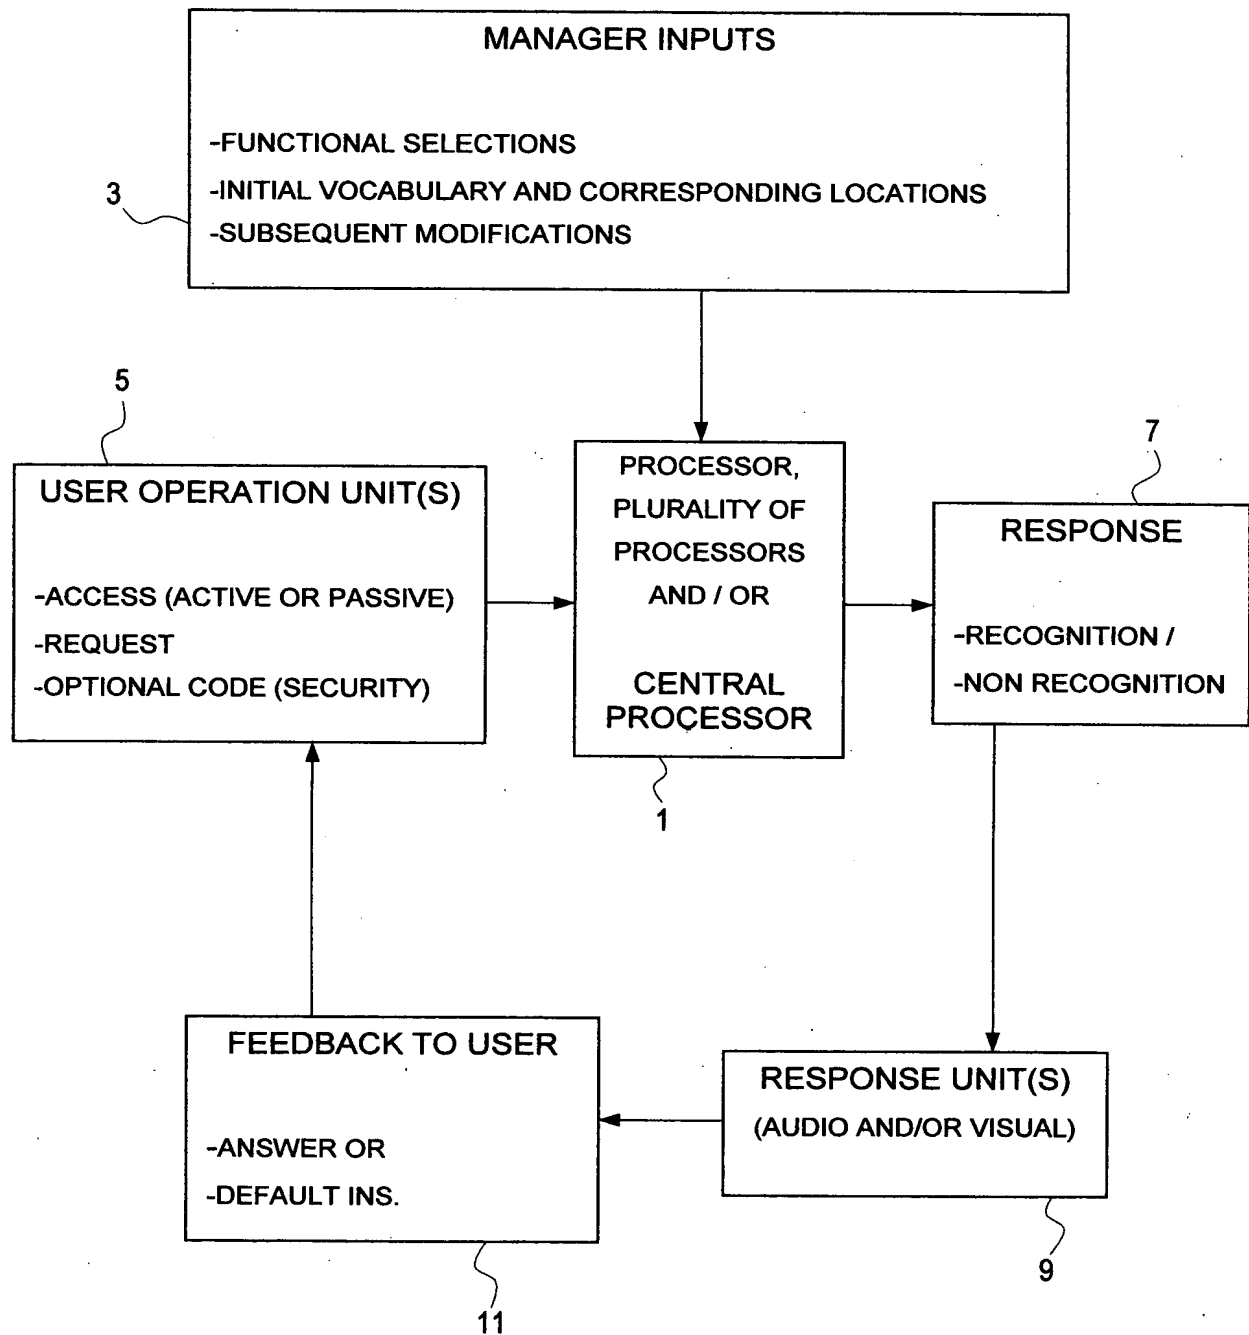 MANAGER INPUTS
-FUNCTIONAL SELECTIONS
-INITIAL VOCABULARY AND CORRESPONDING LOCATIONS
-SUBSEQUENT MODIFICATIONS
3
5
USER OPERATION UNIT(S)
-ACCESS (ACTIVE OR PASSIVE)
-REQUEST
-OPTIONAL CODE (SECURITY)
PROCESSOR,
PLURALITY OF
PROCESSORS
AND / OR
CENTRAL
PROCESSOR
1
7
RESPONSE
-RECOGNITION /
-NON RECOGNITION
FEEDBACK TO USER
-ANSWER OR
-DEFAULT INS.
11
RESPONSE UNIT(S)
(AUDIO AND/OR VISUAL)
9